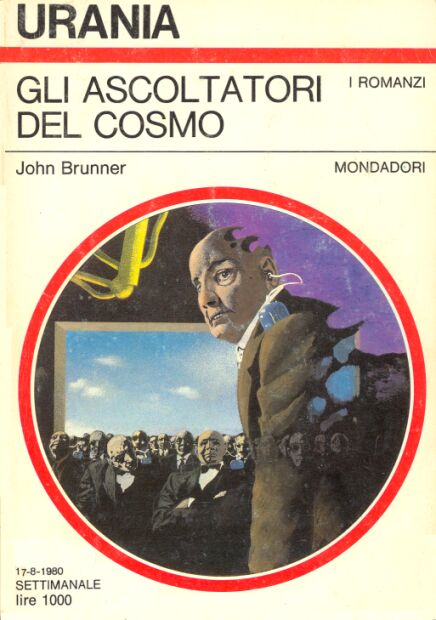 URANIA
GLI ASCOLTATORI
DEL COSMO
I ROMANZI
John Brunner
MONDADORI
17-8-1980
SETTIMANALE
lire 1000